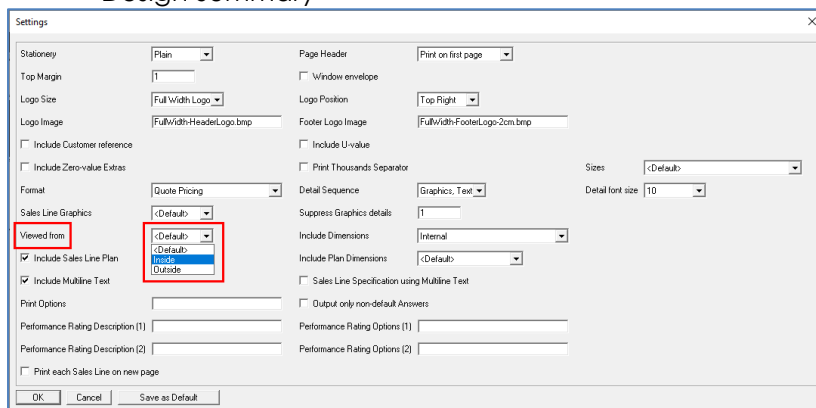 Design summary
Settings
Stationery Plain Page Header Print on first page
Top Margin 1 Window envelope
Logo Size Full Width Logo Logo Position Top Right
Logo Image FullWidth-HeaderLogo.bmp Footer Logo Image FullWidth-FooterLogo-2cm.bmp
Include Customer reference Include U-value
Include Zero-value Extras Print Thousands Separator Sizes <Default>
Format Quote Pricing Detail Sequence Graphics, Text Detail font size 10
Sales Line Graphics <Default> Suppress Graphics details 1
Viewed from <Default> Include Dimensions Internal
<Default>
Include Sales Line Plan Inside Include Plan Dimensions <Default>
Outside
Include Multiline Text Sales Line Specification using Multiline Text
Print Options Output only non-default Answers
Performance Rating Description (1) Performance Rating Options (1)
Performance Rating Description (2) Performance Rating Options (2)
Print each Sales Line on new page
OK Cancel Save as Default